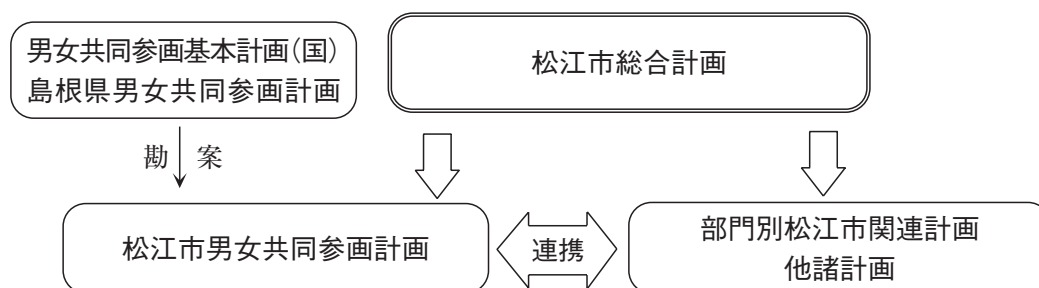 男女共同参画基本計画(国)
島根県男女共同参画計画
松江市総合計画
勘案
松江市男女共同参画計画
連携
部門別松江市関連計画
他諸計画